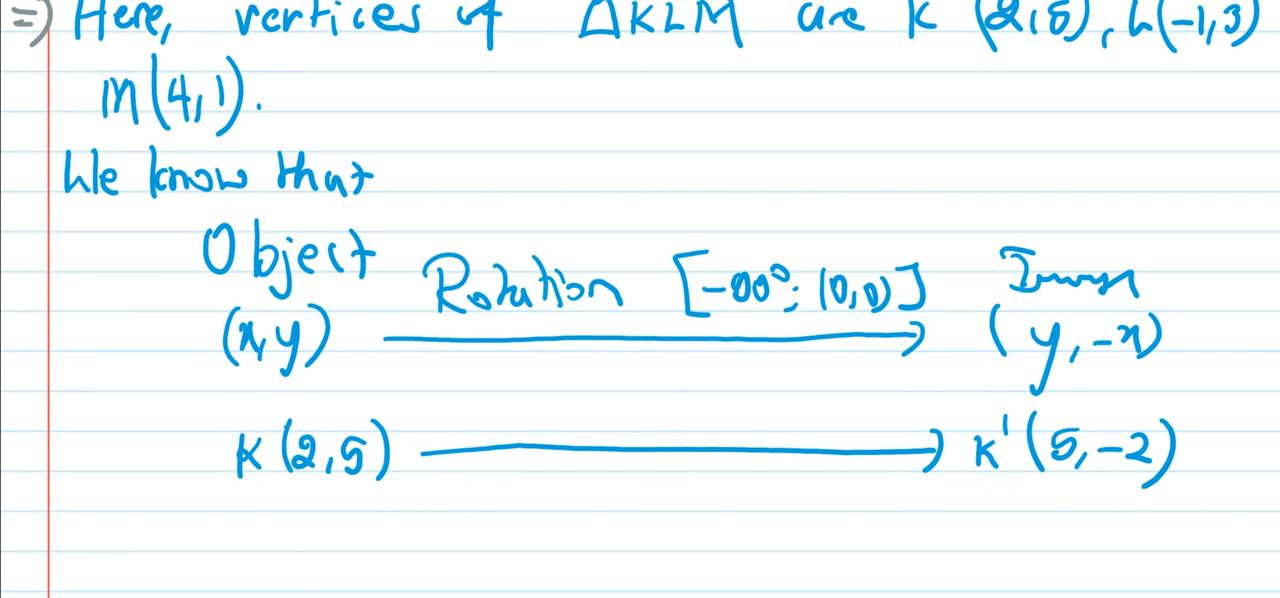 =) Here, vertices of ΔKLM are K (2,5), L(-1,3)
M(4,1).
We know that
Object Rotation [-90°; (0,0)] Image
(x,y) → (y,-x)
K (2,5) → K'(5,-2)